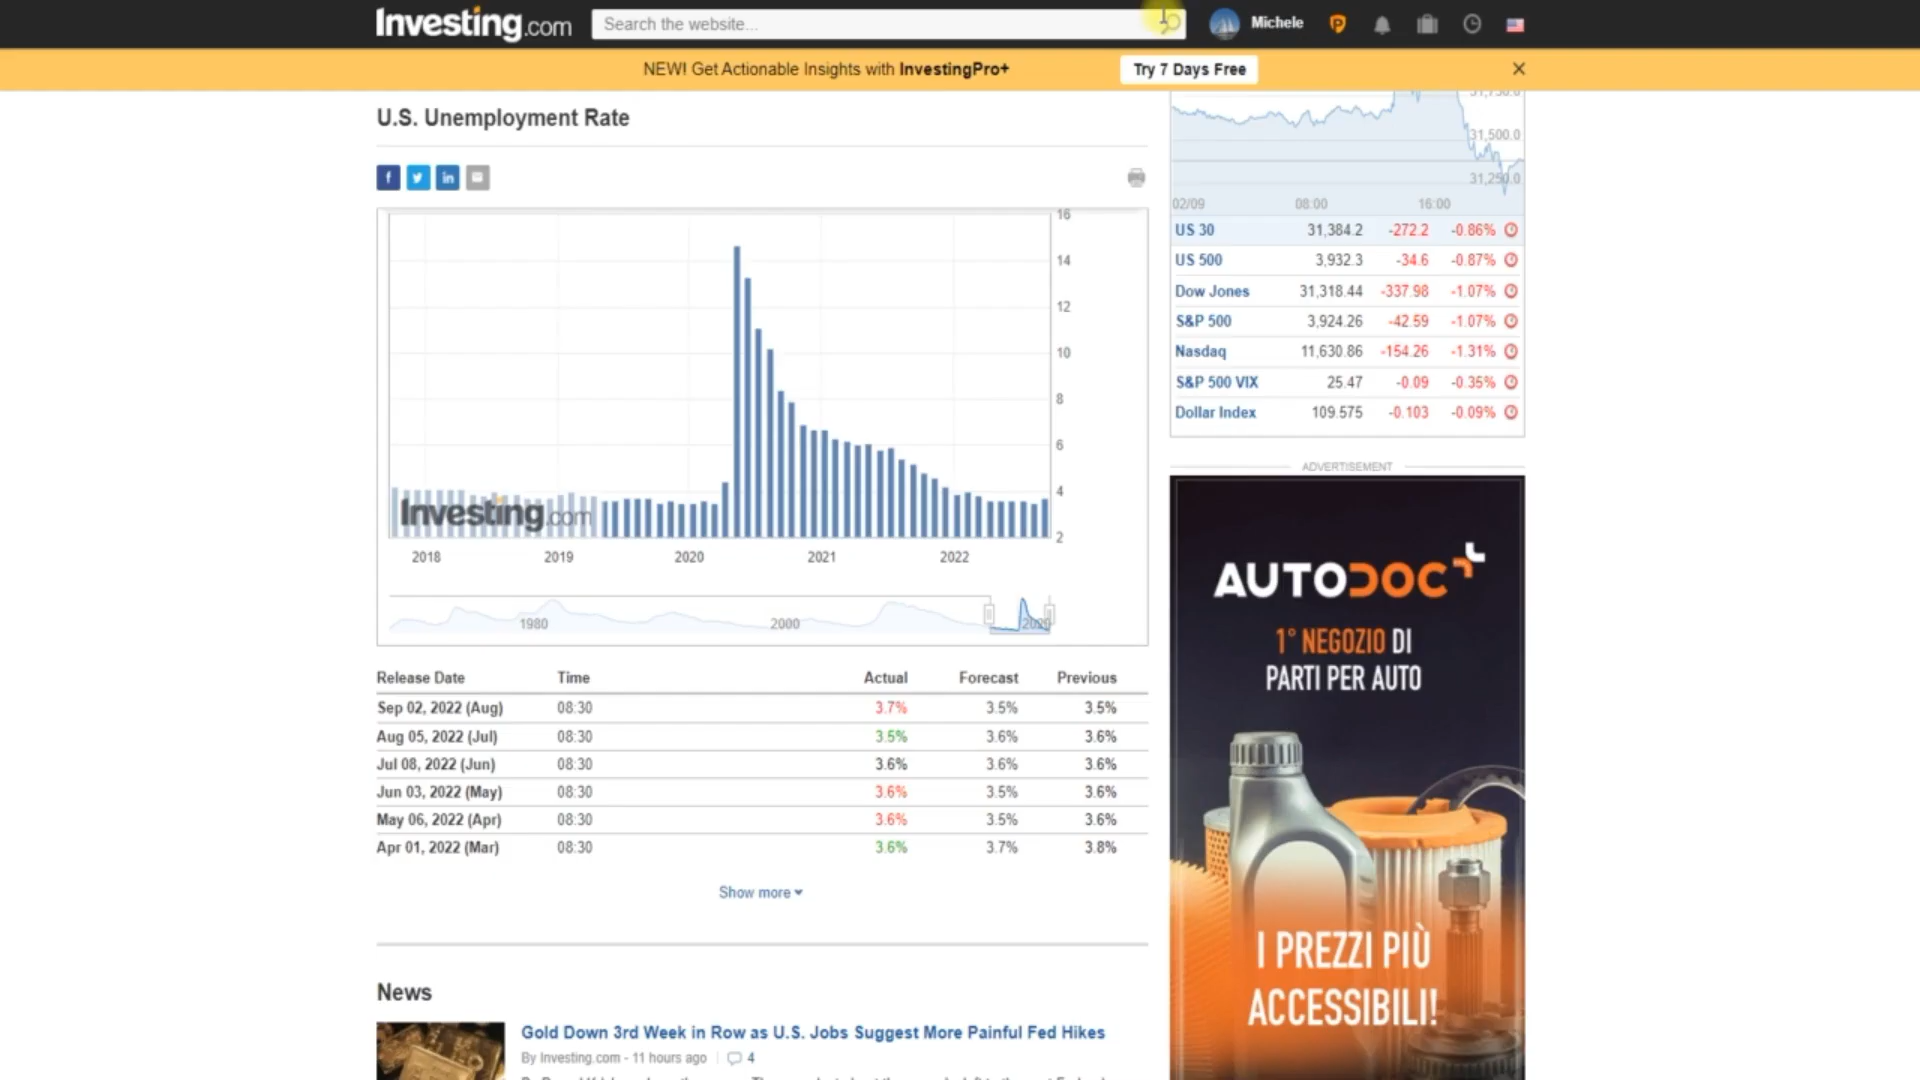 Investing.com
Search the website...
Michele
NEW! Get Actionable Insights with InvestingPro+
Try 7 Days Free
U.S. Unemployment Rate
16
14
12
10
8
6
4
2
Investing.com
2018 2019 2020 2021 2022
1980 2000 2020
Release Date Time Actual Forecast Previous
Sep 02, 2022 (Aug) 08:30 3.7% 3.5% 3.5%
Aug 05, 2022 (Jul) 08:30 3.5% 3.6% 3.6%
Jul 08, 2022 (Jun) 08:30 3.6% 3.6% 3.6%
Jun 03, 2022 (May) 08:30 3.6% 3.5% 3.6%
May 06, 2022 (Apr) 08:30 3.6% 3.5% 3.6%
Apr 01, 2022 (Mar) 08:30 3.6% 3.7% 3.8%
Show more
News
Gold Down 3rd Week in Row as U.S. Jobs Suggest More Painful Fed Hikes
By Investing.com - 11 hours ago 4
31,750.0
31,500.0
31,250.0
02/09 08:00 16:00
US 30 31,384.2 -272.2 -0.86%
US 500 3,932.3 -34.6 -0.87%
Dow Jones 31,318.44 -337.98 -1.07%
S&P 500 3,924.26 -42.59 -1.07%
Nasdaq 11,630.86 -154.26 -1.31%
S&P 500 VIX 25.47 -0.09 -0.35%
Dollar Index 109.575 -0.103 -0.09%
ADVERTISEMENT
AUTODOC
1° NEGOZIO DI
PARTI PER AUTO
I PREZZI PIÙ
ACCESSIBILI!